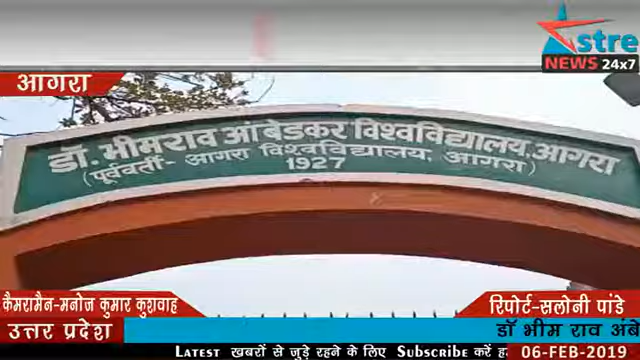 Astre
NEWS 24x7
आगरा
डॉ. भीमराव आंबेडकर विश्वविद्यालय, आगरा
(पूर्ववर्ती- आगरा विश्वविद्यालय, आगरा)
1927
कैमरामैन-मनोज कुमार कुशवाह
रिपोर्ट-सलोनी पांडे
उत्तर प्रदेश
डॉ भीम राव अंबे
LATEST खबरों से जुड़े रहने के लिए SUBSCRIBE करें ह
06-FEB-2019